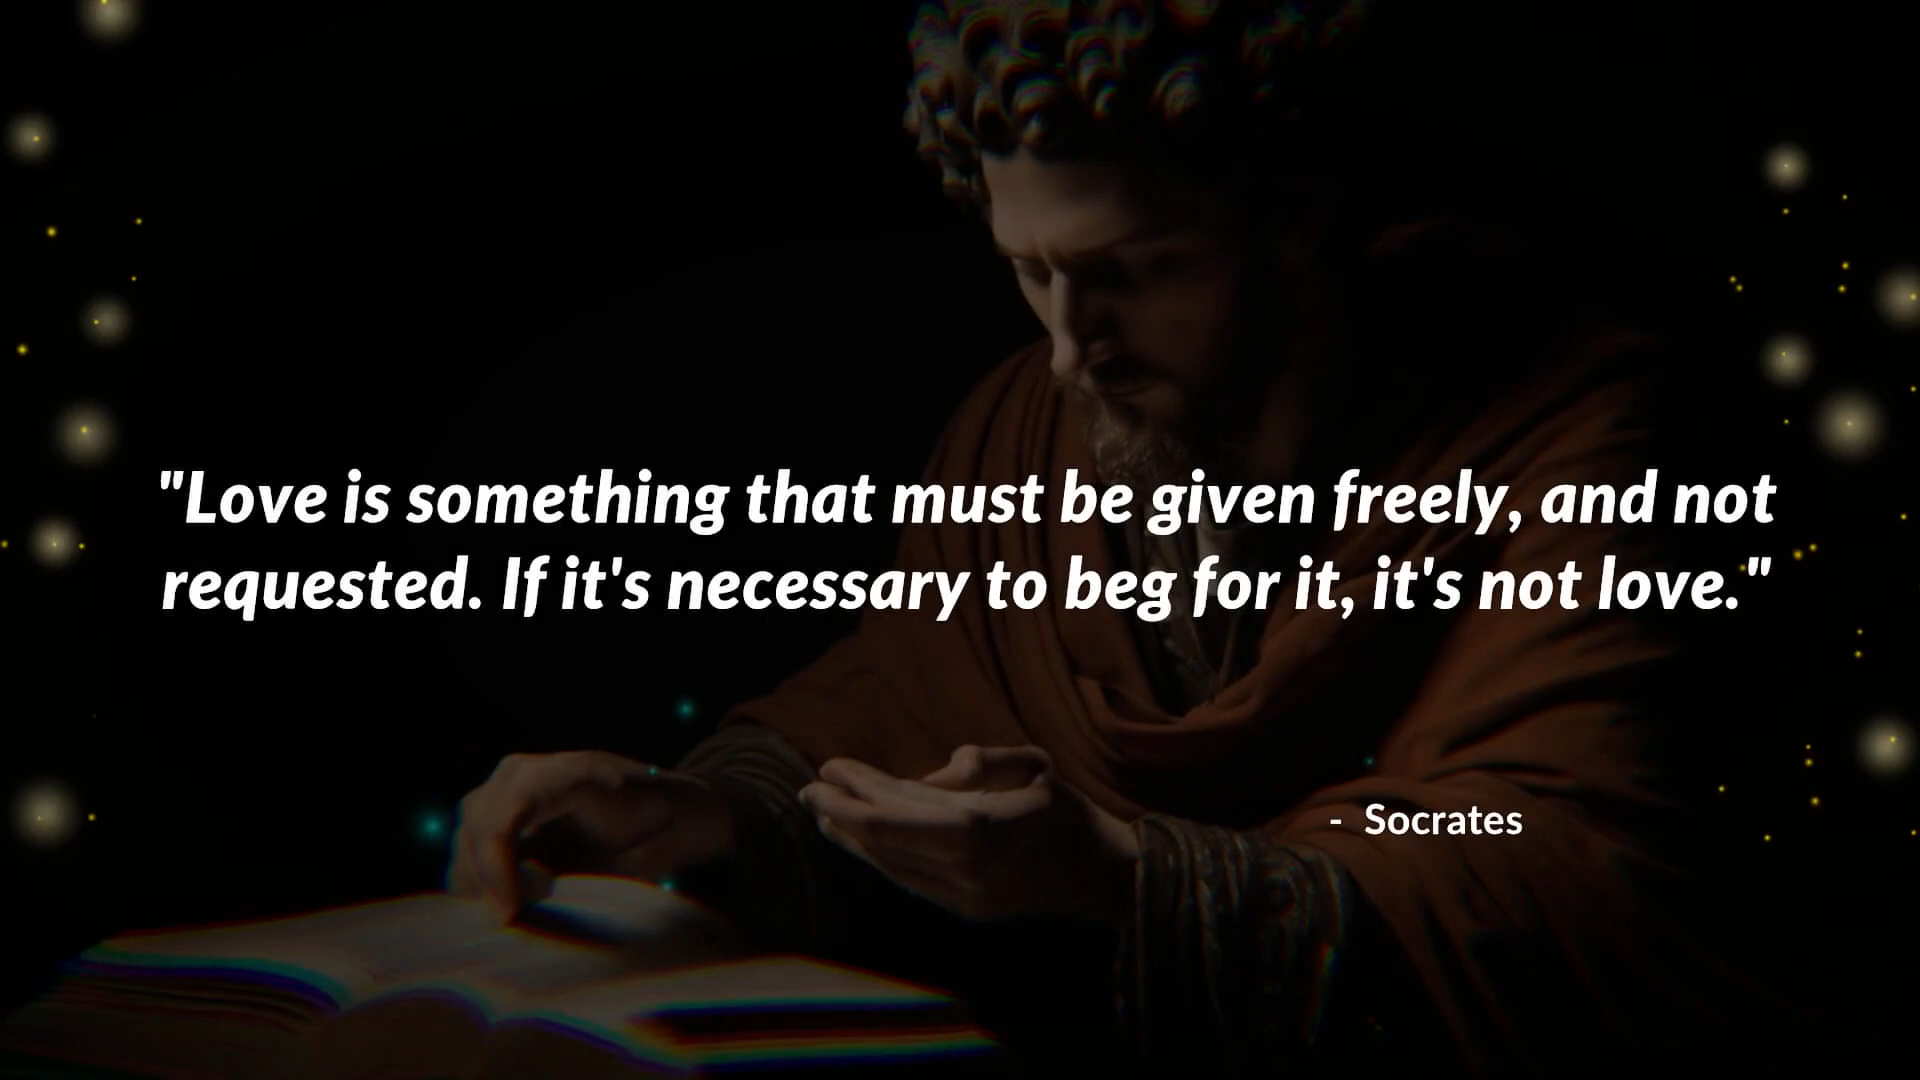 "Love is something that must be given freely, and not
requested. If it's necessary to beg for it, it's not love."
- Socrates